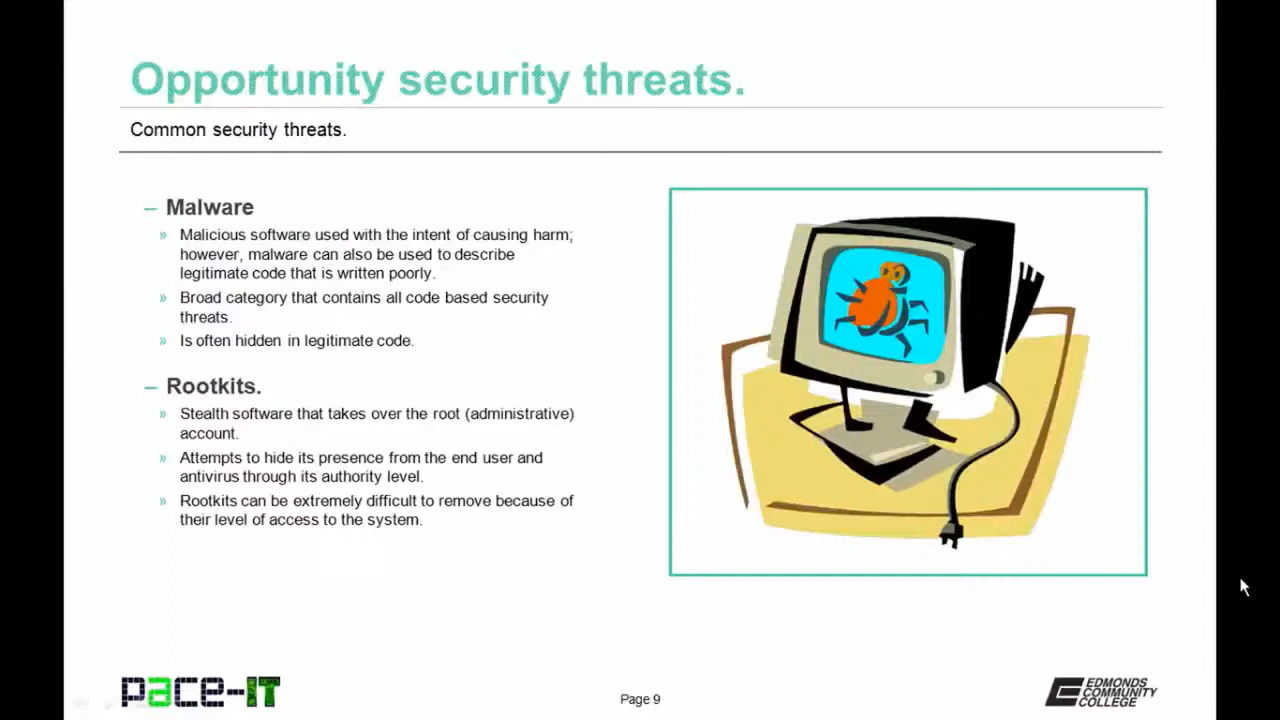 Opportunity security threats.
Common security threats.
– Malware
» Malicious software used with the intent of causing harm;
however, malware can also be used to describe
legitimate code that is written poorly.
» Broad category that contains all code based security
threats.
» Is often hidden in legitimate code.
– Rootkits.
» Stealth software that takes over the root (administrative)
account.
» Attempts to hide its presence from the end user and
antivirus through its authority level.
» Rootkits can be extremely difficult to remove because of
their level of access to the system.
pace-IT
Page 9
EDMONDS
COMMUNITY
COLLEGE